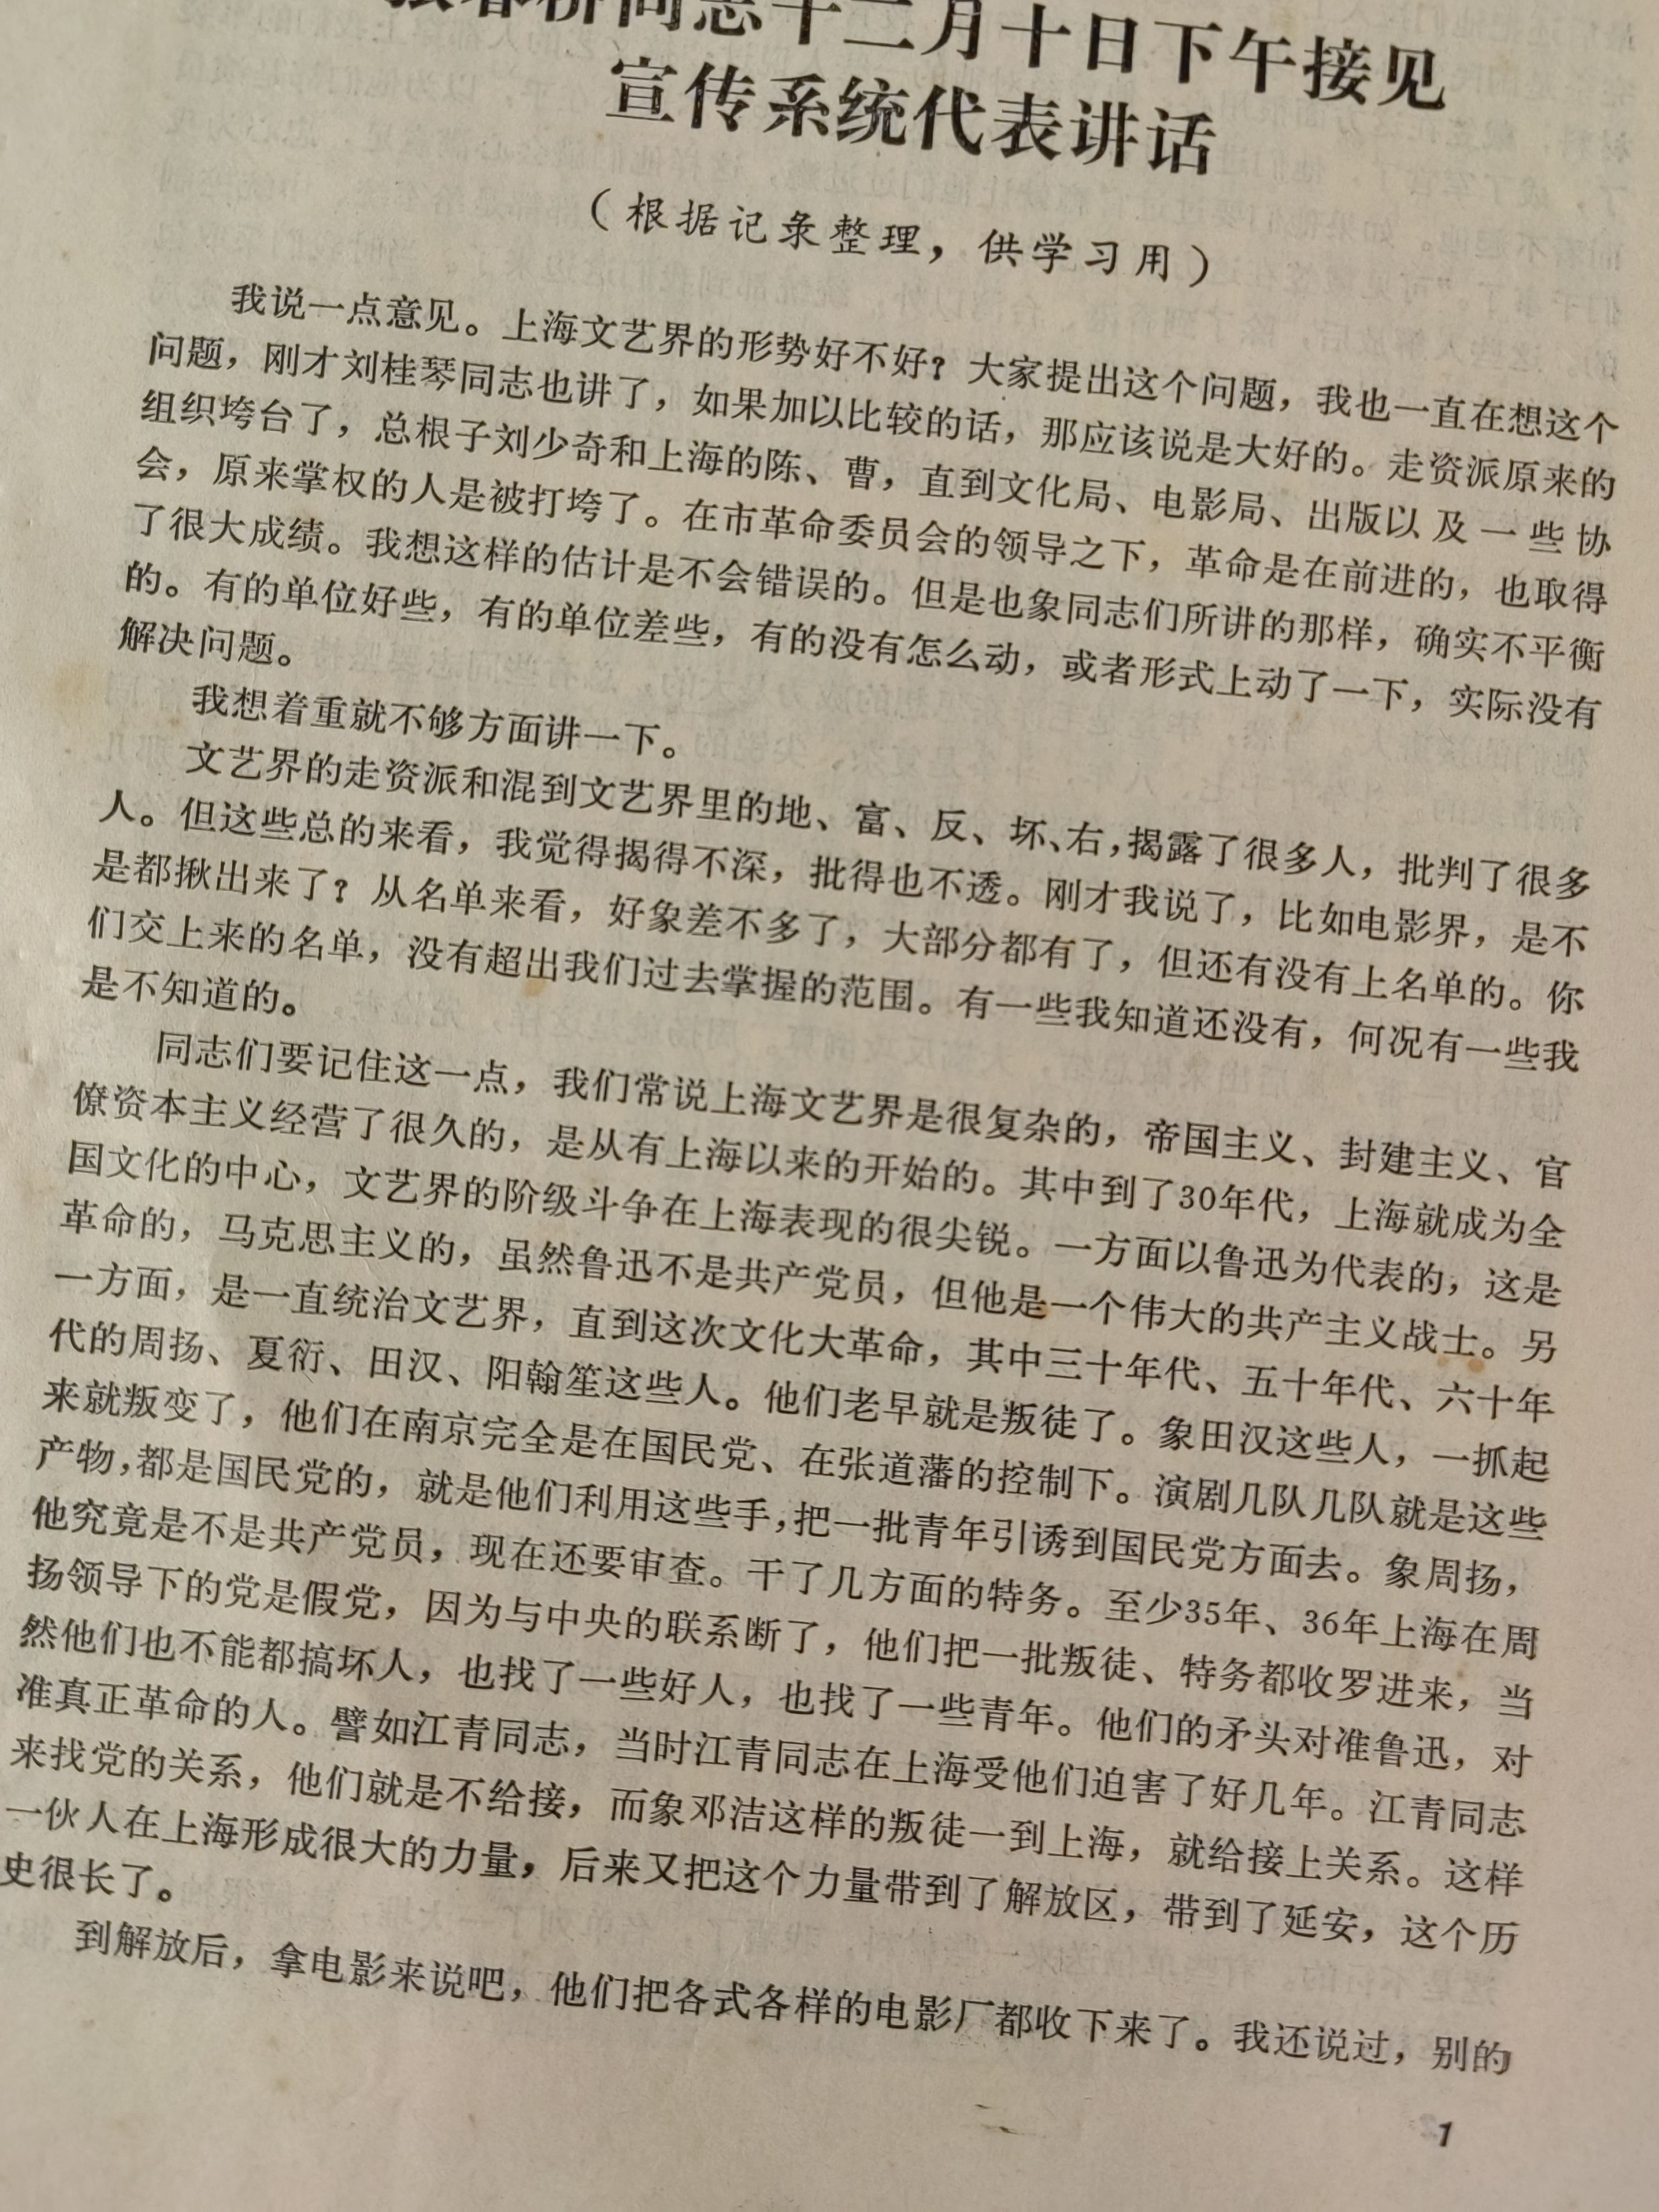 张春桥同志十二月十日下午接见
宣传系统代表讲话
（根据记录整理，供学习用）
我说一点意见。上海文艺界的形势好不好？大家提出这个问题，我也一直在想这个
问题，刚才刘桂琴同志也讲了，如果加以比较的话，那应该说是大好的。走资派原来的
组织垮台了，总根子刘少奇和上海的陈、曹，直到文化局、电影局、出版以及一些协
会，原来掌权的人是被打垮了。在市革命委员会的领导之下，革命是在前进的，也取得
了很大成绩。我想这样的估计是不会错误的。但是也象同志们所讲的那样，确实不平衡
的。有的单位好些，有的单位差些，有的没有怎么动，或者形式上动了一下，实际没有
解决问题。
我想着重就不够方面讲一下。
文艺界的走资派和混到文艺界里的地、富、反、坏、右，揭露了很多人，批判了很多
人。但这些总的来看，我觉得揭得不深，批得也不透。刚才我说了，比如电影界，是不
是都揪出来了？从名单来看，好象差不多了，大部分都有了，但还有没有上名单的。你
们交上来的名单，没有超出我们过去掌握的范围。有一些我知道还没有，何况有一些我
是不知道的。
同志们要记住这一点，我们常说上海文艺界是很复杂的，帝国主义、封建主义、官
僚资本主义经营了很久的，是从有上海以来的开始的。其中到了30年代，上海就成为全
国文化的中心，文艺界的阶级斗争在上海表现的很尖锐。一方面以鲁迅为代表的，这是
革命的，马克思主义的，虽然鲁迅不是共产党员，但他是一个伟大的共产主义战士。另
一方面，是一直统治文艺界，直到这次文化大革命，其中三十年代、五十年代、六十年
代的周扬、夏衍、田汉、阳翰笙这些人。他们老早就是叛徒了。象田汉这些人，一抓起
来就叛变了，他们在南京完全是在国民党、在张道藩的控制下。演剧几队几队就是这些
产物，都是国民党的，就是他们利用这些手，把一批青年引诱到国民党方面去。象周扬，
他究竟是不是共产党员，现在还要审查。干了几方面的特务。至少35年、36年上海在周
扬领导下的党是假党，因为与中央的联系断了，他们把一批叛徒、特务都收罗进来，当
然他们也不能都搞坏人，也找了一些好人，也找了一些青年。他们的矛头对准鲁迅，对
准真正革命的人。譬如江青同志，当时江青同志在上海受他们迫害了好几年。江青同志
来找党的关系，他们就是不给接，而象邓洁这样的叛徒一到上海，就给接上关系。这样
一伙人在上海形成很大的力量，后来又把这个力量带到了解放区，带到了延安，这个历
史很长了。
到解放后，拿电影来说吧，他们把各式各样的电影厂都收下来了。我还说过，别的
1